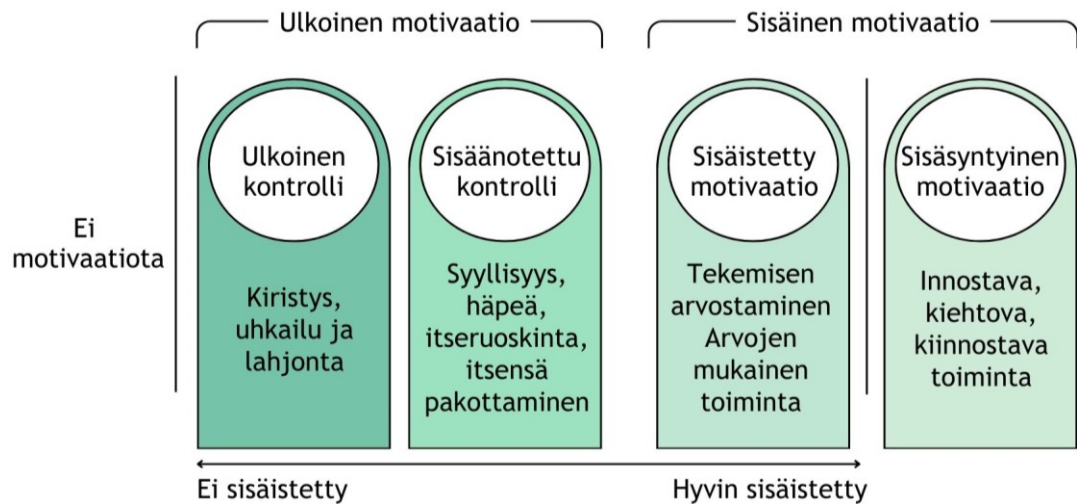 Ulkoinen motivaatio
Sisäinen motivaatio
Ei
motivaatiota
Ulkoinen
kontrolli
Kiristys,
uhkailu ja
lahjonta
Sisäänotettu
kontrolli
Syyllisyys,
häpeä,
itseruoskinta,
itsensä
pakottaminen
Sisäistetty
motivaatio
Tekemisen
arvostaminen
Arvojen
mukainen
toiminta
Sisäsyntyinen
motivaatio
Innostava,
kiehtova,
kiinnostava
toiminta
Ei sisäistetty
Hyvin sisäistetty